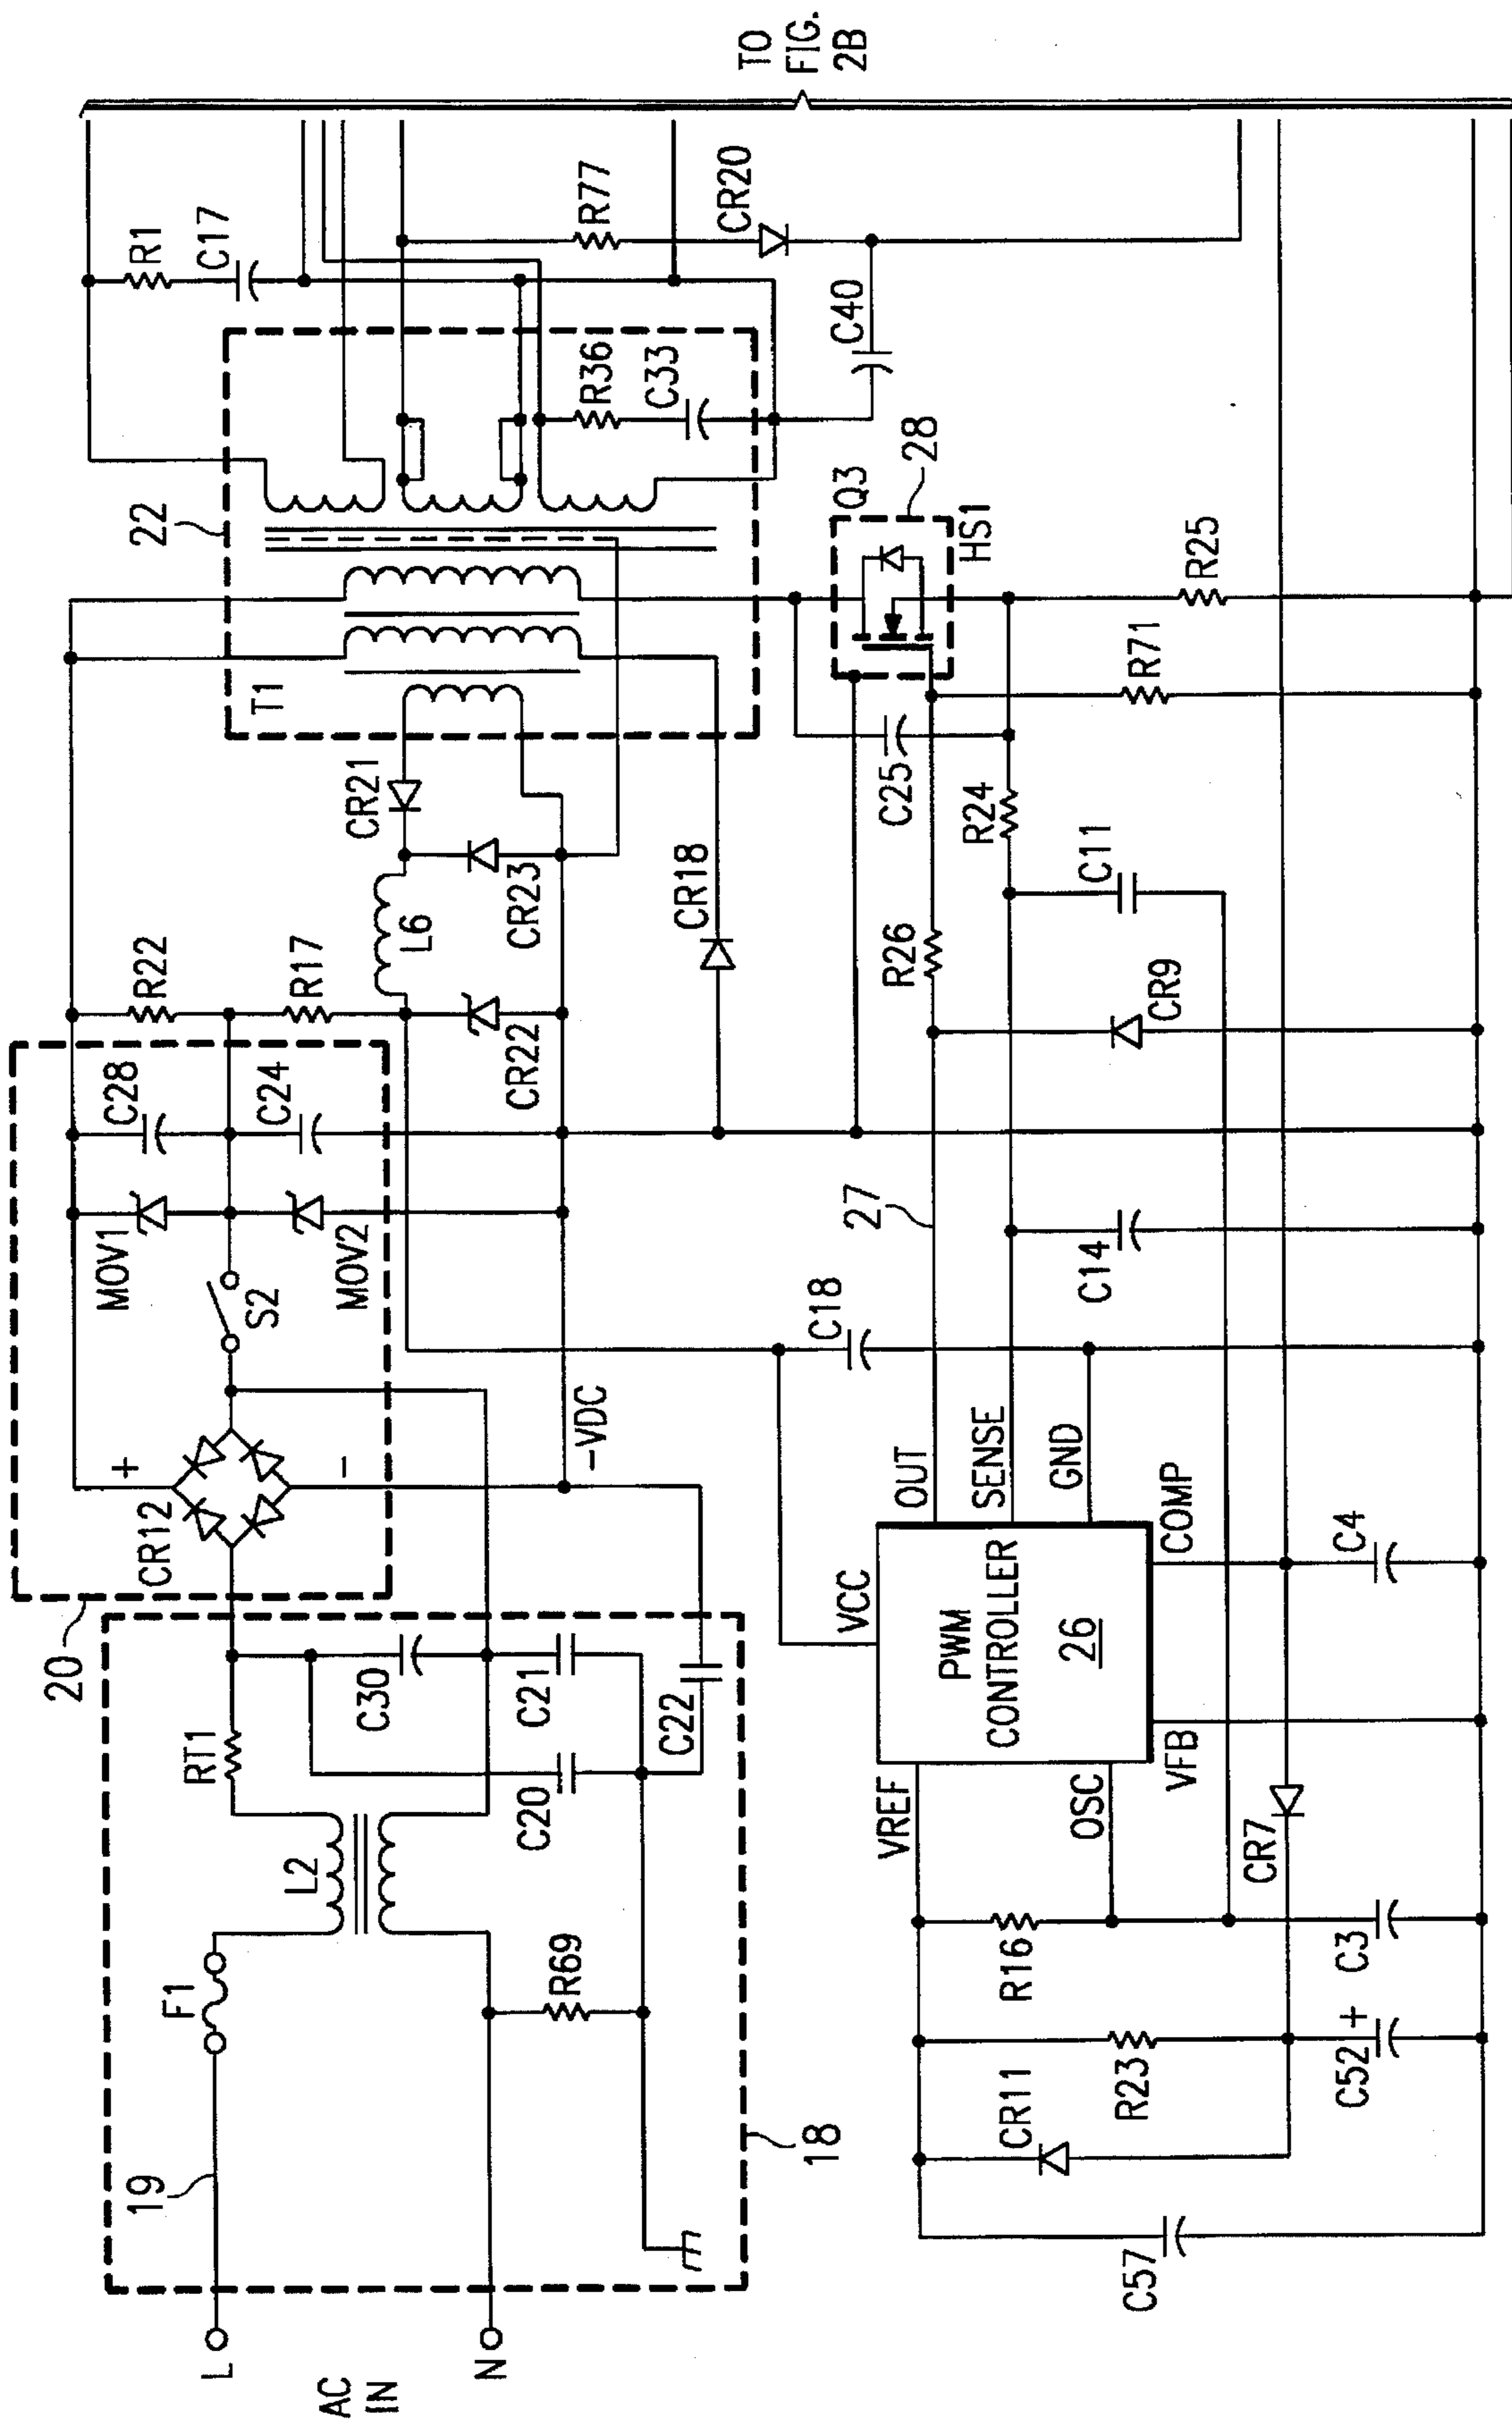 TO
FIG.
2B
R1
C17
R77
CR20
C40
22
R36
C33
T1
Q3
28
HS1
R25
R71
C25
R24
R26
C11
CR9
CR21
L6
CR23
CR22
CR18
R22
R17
C28
C24
MOV1
MOV2
S2
CR12
+
−
−VDC
20
C18
27
C14
OUT
SENSE
GND
VCC
PWM
CONTROLLER
26
COMP
C4
VREF
OSC
VFB
CR7
R16
C3
R23
C52
+
CR11
C57
RT1
C30
C21
C20
C22
L2
F1
R69
19
18
L
N
AC
IN